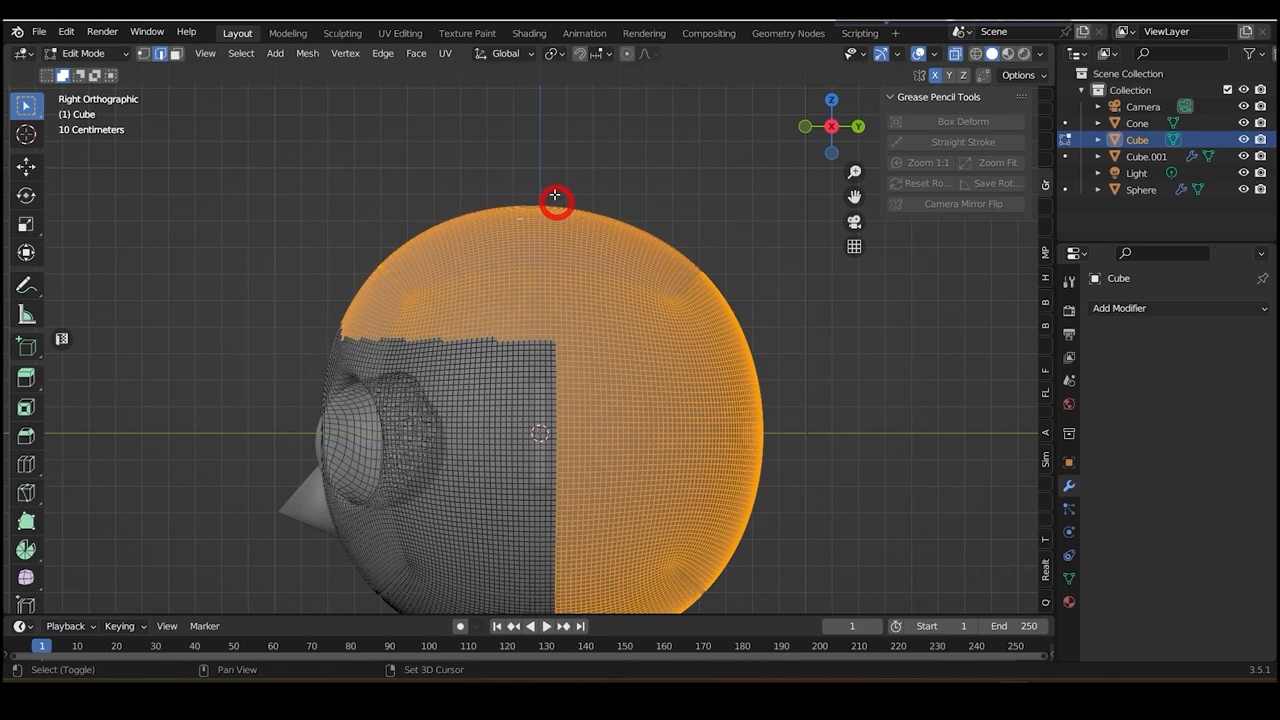 File Edit Render Window Help Layout Modeling Sculpting UV Editing Texture Paint Shading Animation Rendering Compositing Geometry Nodes Scripting + Scene ViewLayer
Edit Mode View Select Add Mesh Vertex Edge Face UV Global
X Y Z Options
Scene Collection
Collection
Camera
Cone
Cube
Cube.001
Light
Sphere
Right Orthographic
(1) Cube
10 Centimeters
Z
X
Y
Grease Pencil Tools
Box Deform
Straight Stroke
Zoom 1:1 Zoom Fit
Reset Ro... Save Rot...
Camera Mirror Flip
Gr
MP
H
B
B
F
FL
A
Sim
T
Realt
Q
Cube
Add Modifier
Playback Keying View Marker 1 Start 1 End 250
1 10 20 30 40 50 60 70 80 90 100 110 120 130 140 150 160 170 180 190 200 210 220 230 240 250
Select (Toggle) Pan View Set 3D Cursor 3.5.1